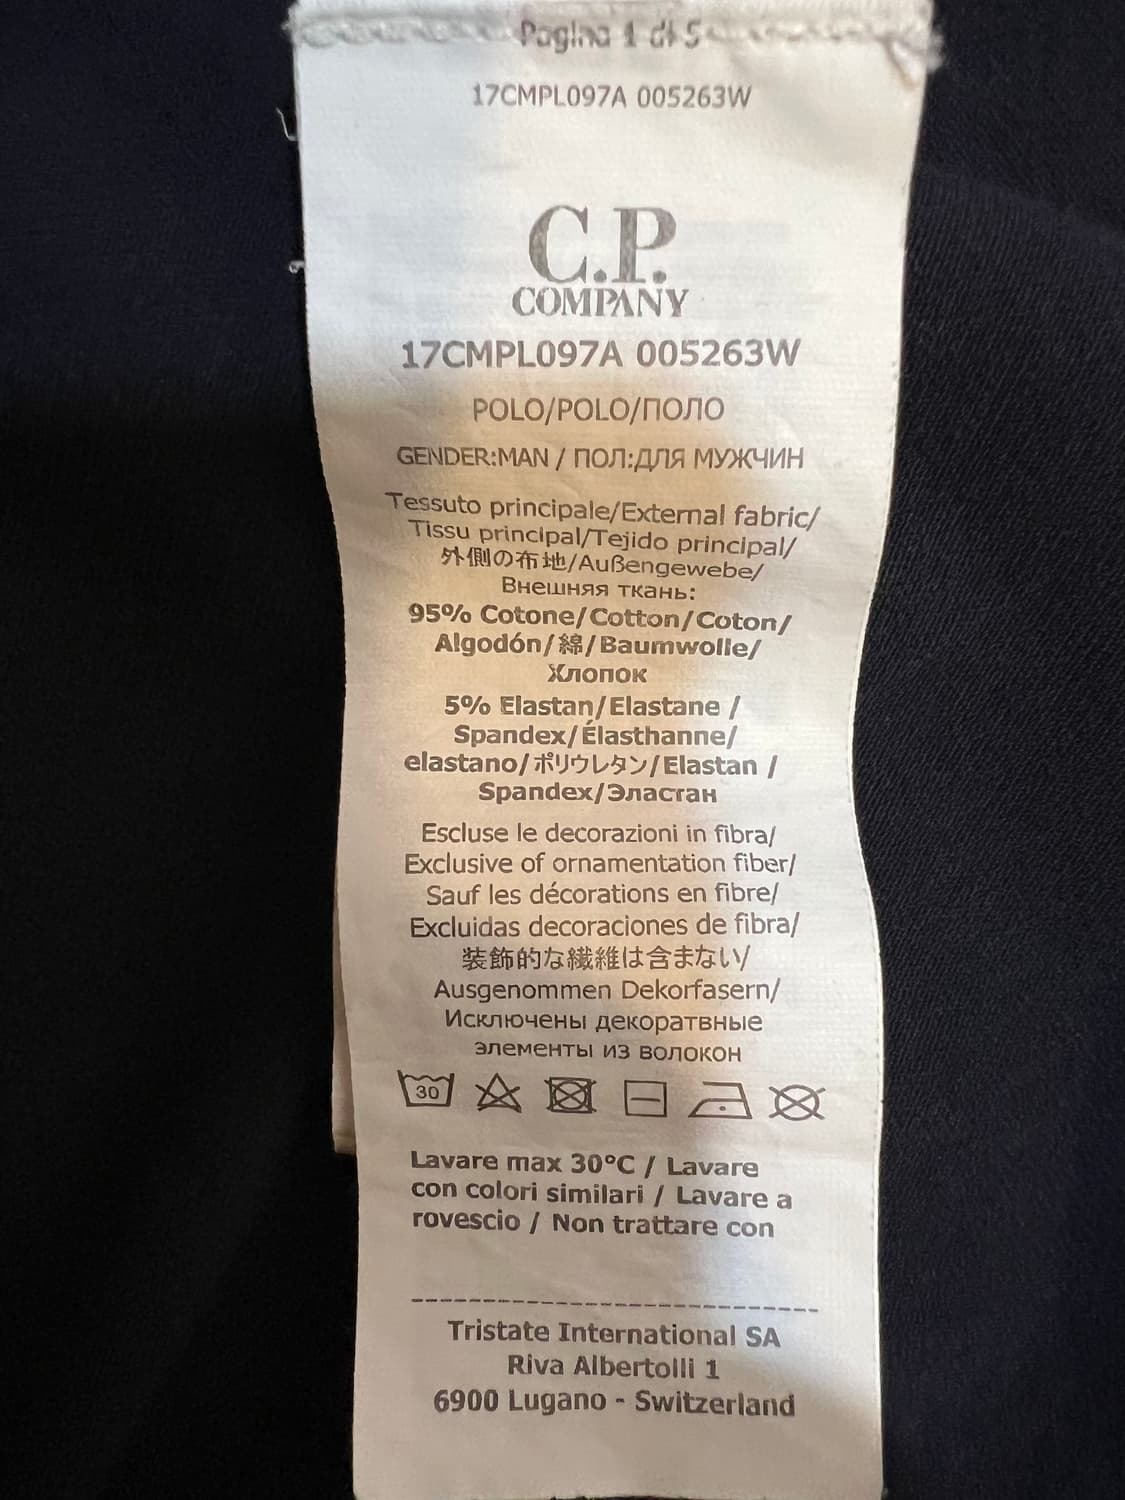 Pagina 1 di 5
17CMPL097A 005263W
C.P.
COMPANY
17CMPL097A 005263W
POLO/POLO/ПОЛО
GENDER:MAN / ПОЛ:ДЛЯ МУЖЧИН
Tessuto principale/External fabric/
Tissu principal/Tejido principal/
外側の布地/Außengewebe/
Внешняя ткань:
95% Cotone/Cotton/Coton/
Algodón/綿/Baumwolle/
Хлопок
5% Elastan/Elastane /
Spandex/Élasthanne/
elastano/ポリウレタン/Elastan /
Spandex/Эластан
Escluse le decorazioni in fibra/
Exclusive of ornamentation fiber/
Sauf les décorations en fibre/
Excluidas decoraciones de fibra/
装飾的な繊維は含まない/
Ausgenommen Dekorfasern/
Исключены декоратвные
элементы из волокон
30
Lavare max 30°C / Lavare
con colori similari / Lavare a
rovescio / Non trattare con
Tristate International SA
Riva Albertolli 1
6900 Lugano - Switzerland